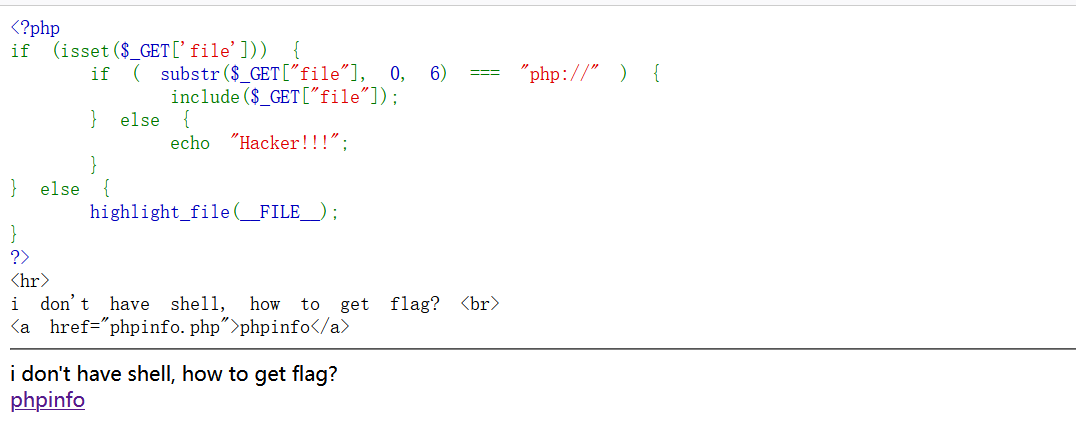 <?php
if (isset($_GET['file'])) {
if ( substr($_GET["file"], 0, 6) === "php://" ) {
include($_GET["file"]);
} else {
echo "Hacker!!!";
}
} else {
highlight_file(__FILE__);
}
?>
<hr>
i don't have shell, how to get flag? <br>
<a href="phpinfo.php">phpinfo</a>
i don't have shell, how to get flag?
phpinfo